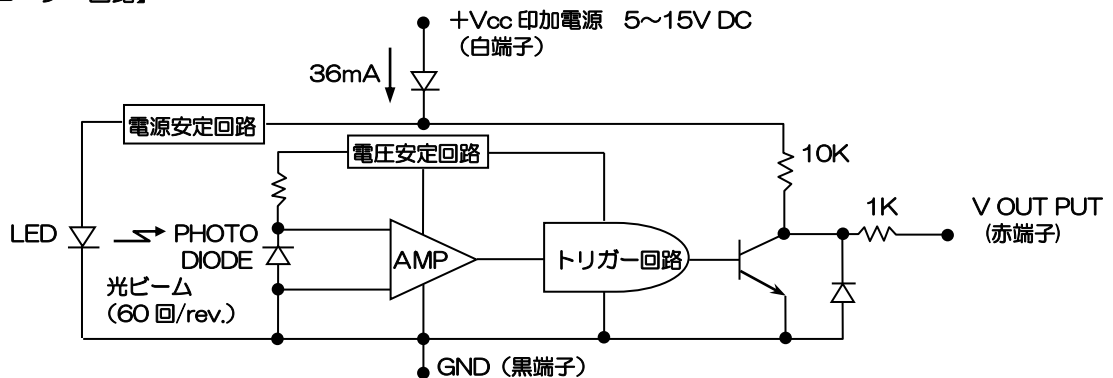 ＋Vcc 印加電源 5～15V DC
（白端子）
36mA
電源安定回路
電圧安定回路
10K
1K
V OUT PUT
(赤端子)
LED
PHOTO
DIODE
AMP
トリガー回路
光ビーム
（60 回/rev.）
GND（黒端子）